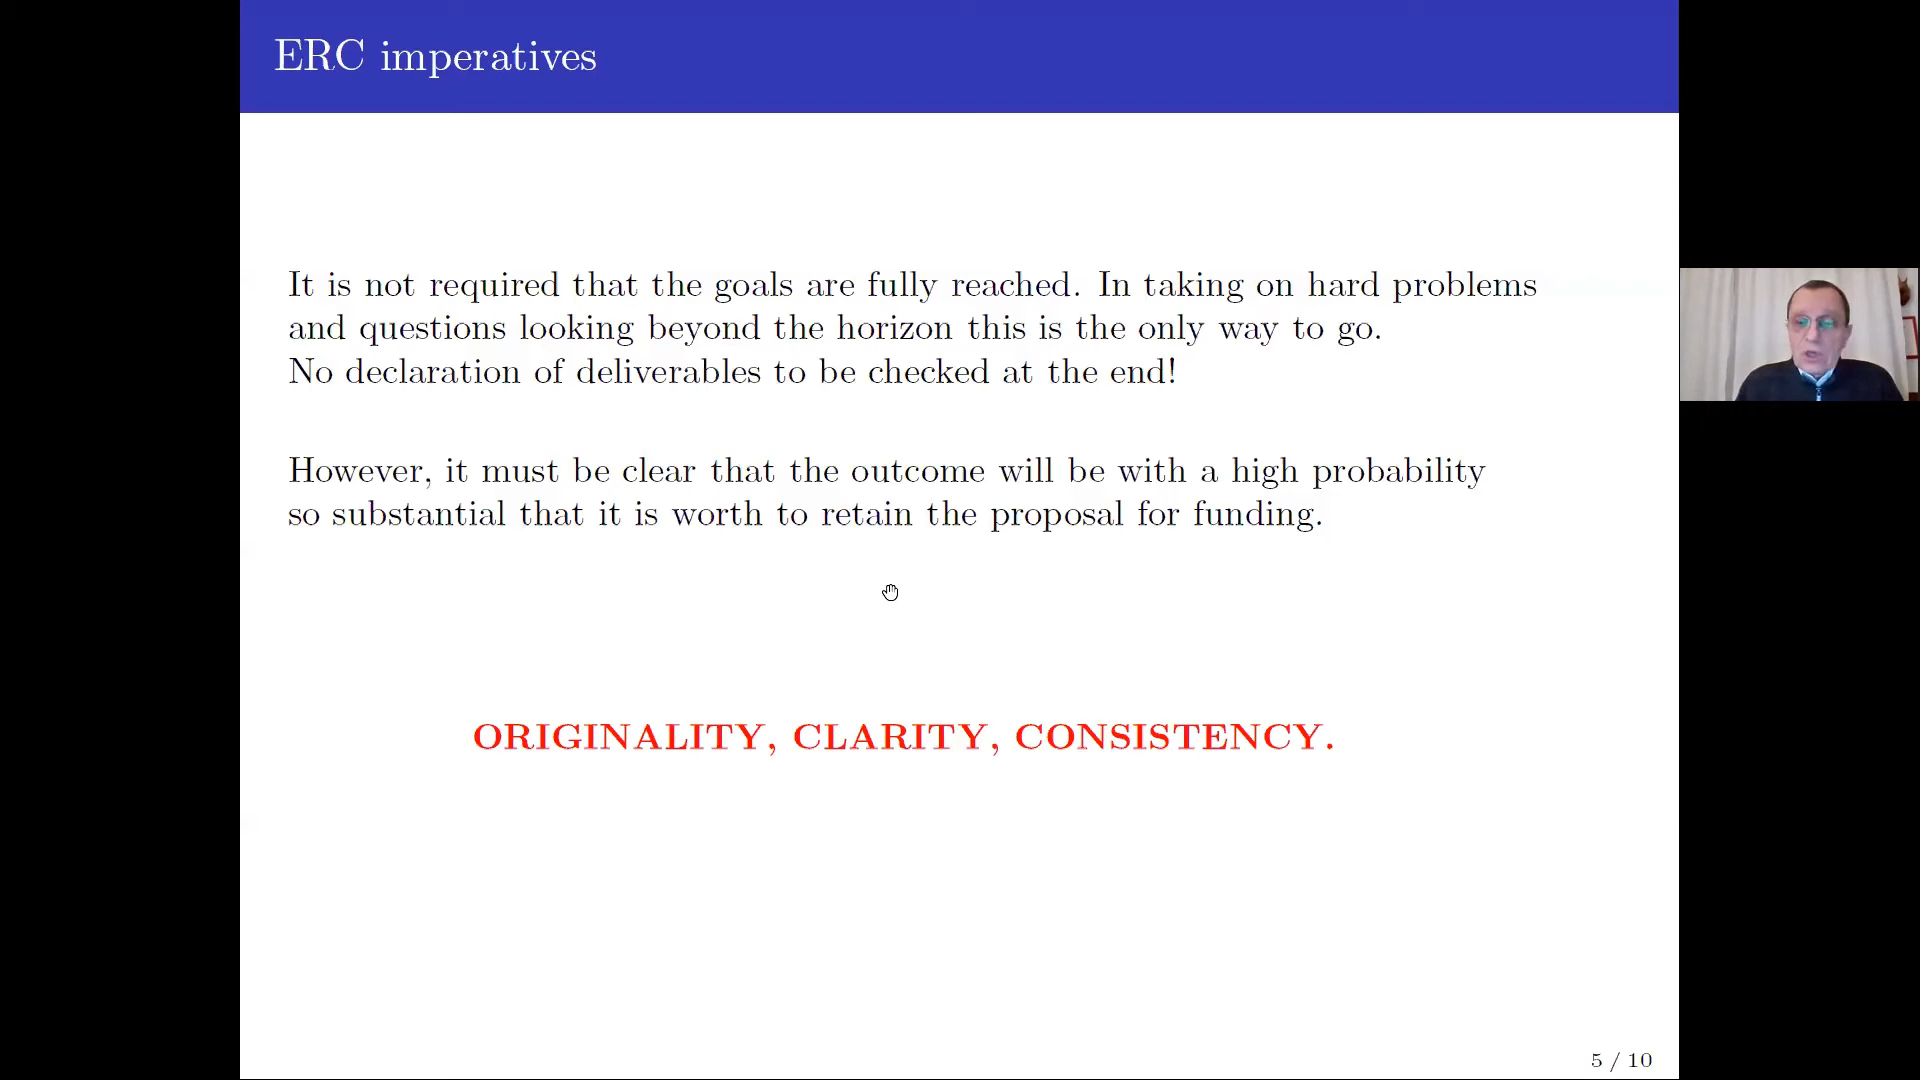 ERC imperatives
It is not required that the goals are fully reached. In taking on hard problems
and questions looking beyond the horizon this is the only way to go.
No declaration of deliverables to be checked at the end!
However, it must be clear that the outcome will be with a high probability
so substantial that it is worth to retain the proposal for funding.
ORIGINALITY, CLARITY, CONSISTENCY.
5 / 10